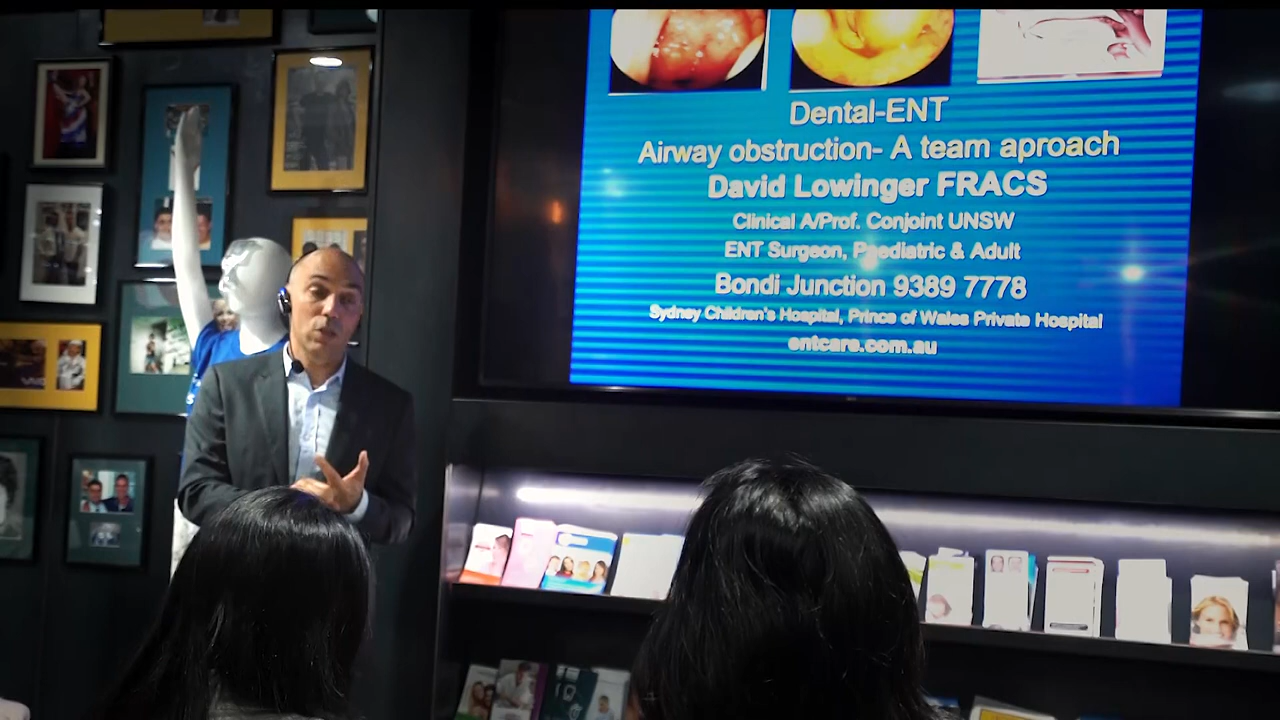 Dental-ENT
Airway obstruction- A team aproach
David Lowinger FRACS
Clinical A/Prof. Conjoint UNSW
ENT Surgeon, Paediatric & Adult
Bondi Junction 9389 7778
Sydney Children's Hospital, Prince of Wales Private Hospital
entcare.com.au